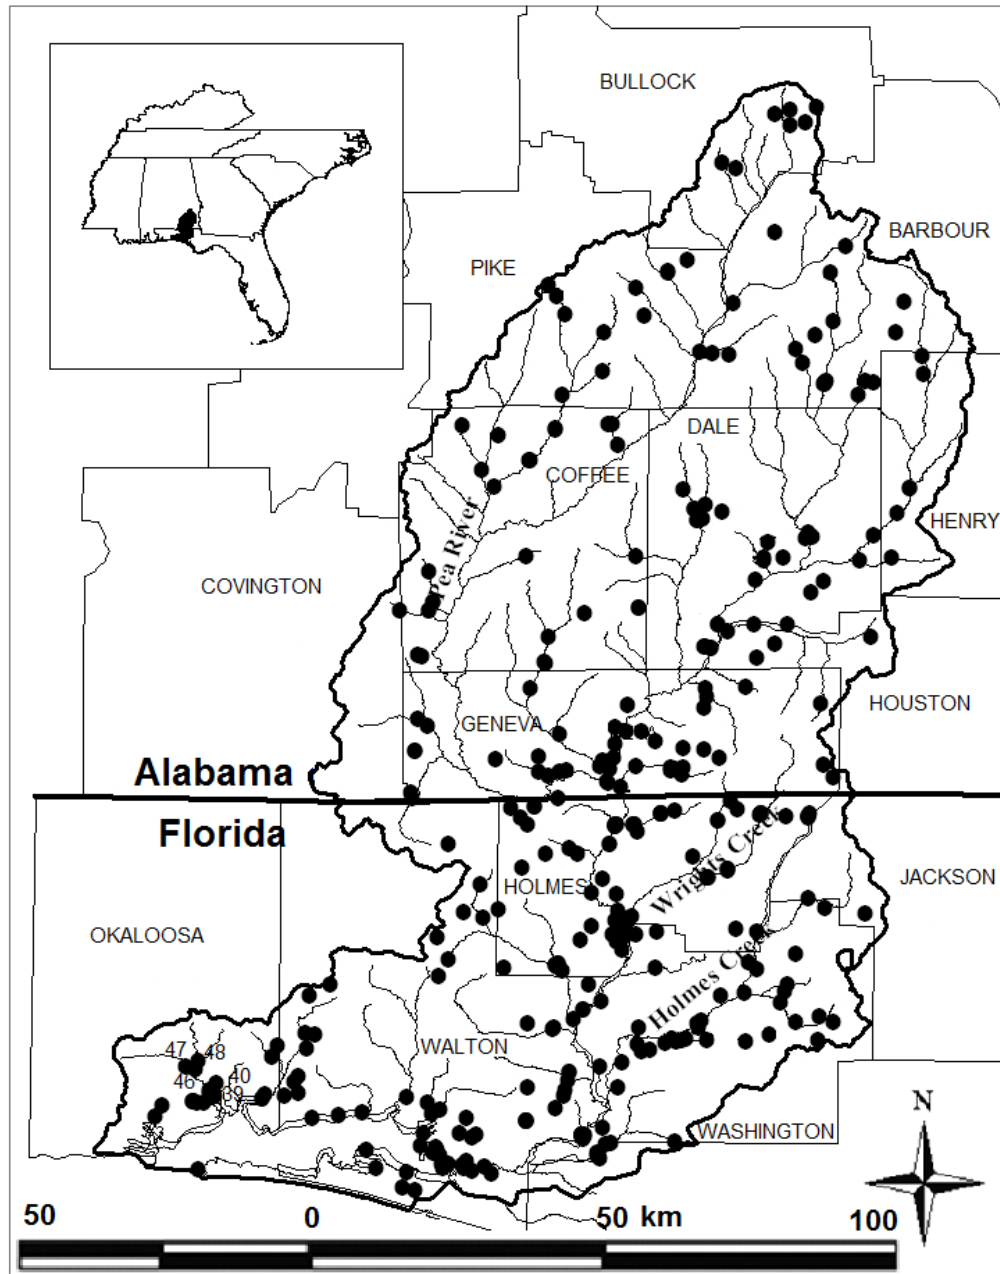 BULLOCK
BARBOUR
PIKE
DALE
COFFEE
Pea River
HENRY
COVINGTON
HOUSTON
GENEVA
Alabama
Florida
Wrights Creek
HOLMES
JACKSON
OKALOOSA
Holmes Creek
WALTON
47
48
46
40
39
WASHINGTON
N
50
0
50 km
100